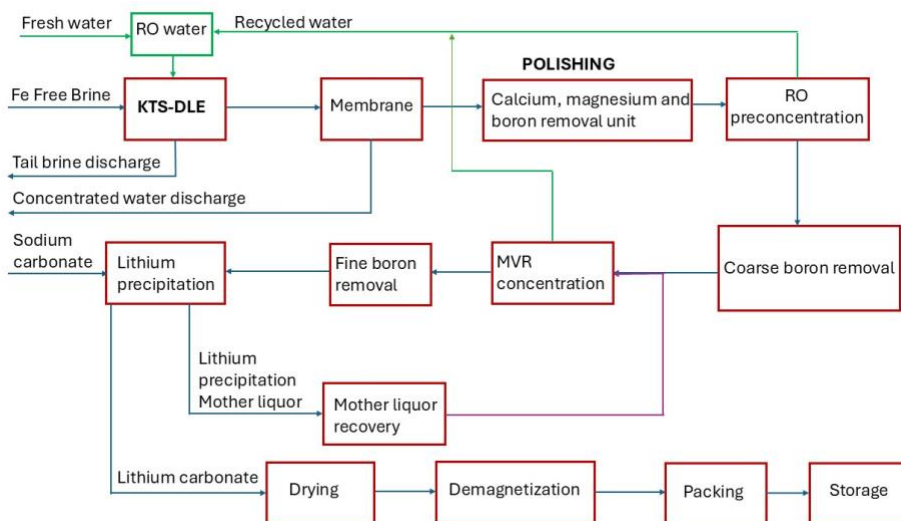 Fresh water
RO water
Recycled water
POLISHING
Fe Free Brine
KTS-DLE
Membrane
Calcium, magnesium and
boron removal unit
RO
preconcentration
Tail brine discharge
Concentrated water discharge
Sodium
carbonate
Lithium
precipitation
Fine boron
removal
MVR
concentration
Coarse boron removal
Lithium
precipitation
Mother liquor
Mother liquor
recovery
Lithium carbonate
Drying
Demagnetization
Packing
Storage